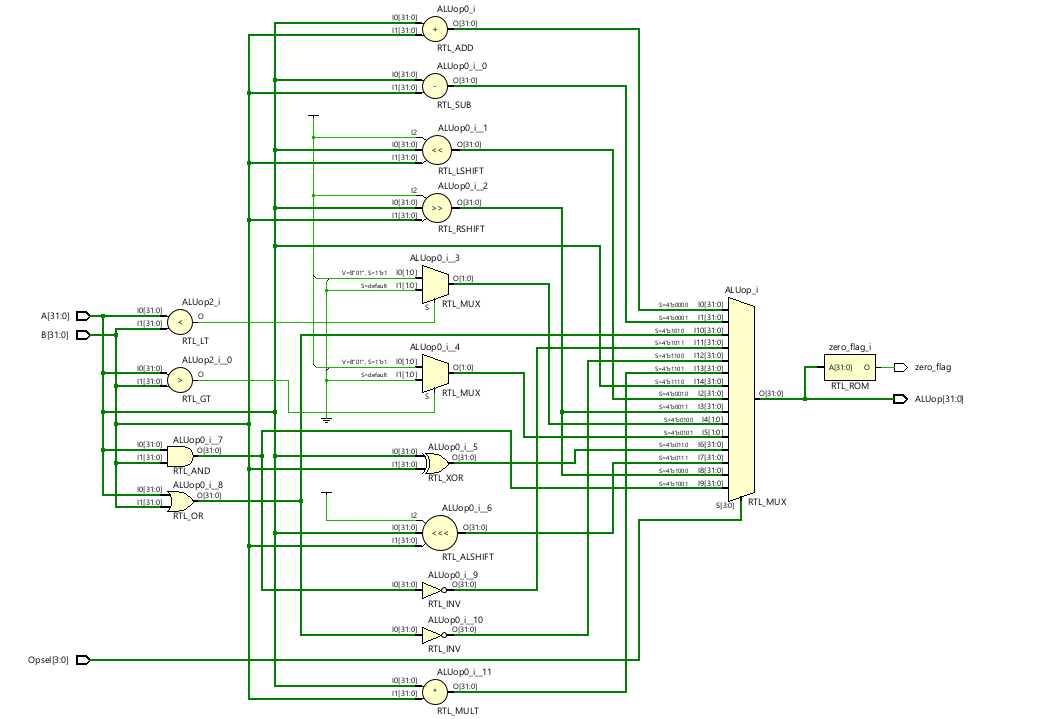 ALUop0_i
I0[31:0]
I1[31:0]
+
O[31:0]
RTL_ADD
ALUop0_i__0
I0[31:0]
I1[31:0]
-
O[31:0]
RTL_SUB
ALUop0_i__1
I2
I0[31:0]
I1[31:0]
<<
O[31:0]
RTL_LSHIFT
ALUop0_i__2
I2
I0[31:0]
I1[31:0]
>>
O[31:0]
RTL_RSHIFT
ALUop0_i__3
V=B"01", S=1'b1 I0[1:0]
S=default I1[1:0]
O[1:0]
S
RTL_MUX
A[31:0]
B[31:0]
ALUop2_i
I0[31:0]
I1[31:0]
<
O
RTL_LT
ALUop2_i__0
I0[31:0]
I1[31:0]
>
O
RTL_GT
ALUop0_i__4
V=B"01", S=1'b1 I0[1:0]
S=default I1[1:0]
O[1:0]
S
RTL_MUX
ALUop0_i__7
I0[31:0]
I1[31:0]
O[31:0]
RTL_AND
ALUop0_i__8
I0[31:0]
I1[31:0]
O[31:0]
RTL_OR
ALUop0_i__5
I0[31:0]
I1[31:0]
O[31:0]
RTL_XOR
ALUop0_i__6
I2
I0[31:0]
I1[31:0]
<<<
O[31:0]
RTL_ALSHIFT
ALUop0_i__9
I0[31:0]
O[31:0]
RTL_INV
ALUop0_i__10
I0[31:0]
O[31:0]
RTL_INV
Opsel[3:0]
ALUop0_i__11
I0[31:0]
I1[31:0]
*
O[31:0]
RTL_MULT
ALUop_i
S=4'b0000 I0[31:0]
S=4'b0001 I1[31:0]
S=4'b1010 I10[31:0]
S=4'b1011 I11[31:0]
S=4'b1100 I12[31:0]
S=4'b1101 I13[31:0]
S=4'b1110 I14[31:0]
S=4'b0010 I2[31:0]
S=4'b0011 I3[31:0]
S=4'b0100 I4[1:0]
S=4'b0101 I5[1:0]
S=4'b0110 I6[31:0]
S=4'b0111 I7[31:0]
S=4'b1000 I8[31:0]
S=4'b1001 I9[31:0]
O[31:0]
S[3:0]
RTL_MUX
zero_flag_i
A[31:0] O
RTL_ROM
zero_flag
ALUop[31:0]